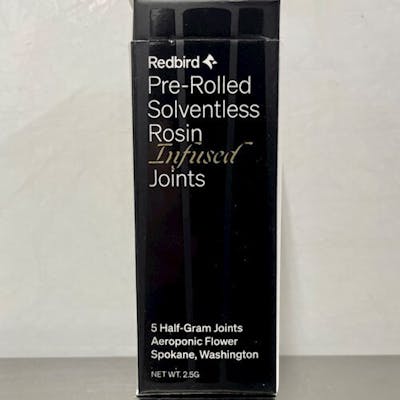 Redbird
Pre-Rolled
Solventless
Rosin
Infused
Joints
5 Half-Gram Joints
Aeroponic Flower
Spokane, Washington
NET WT. 2.5G